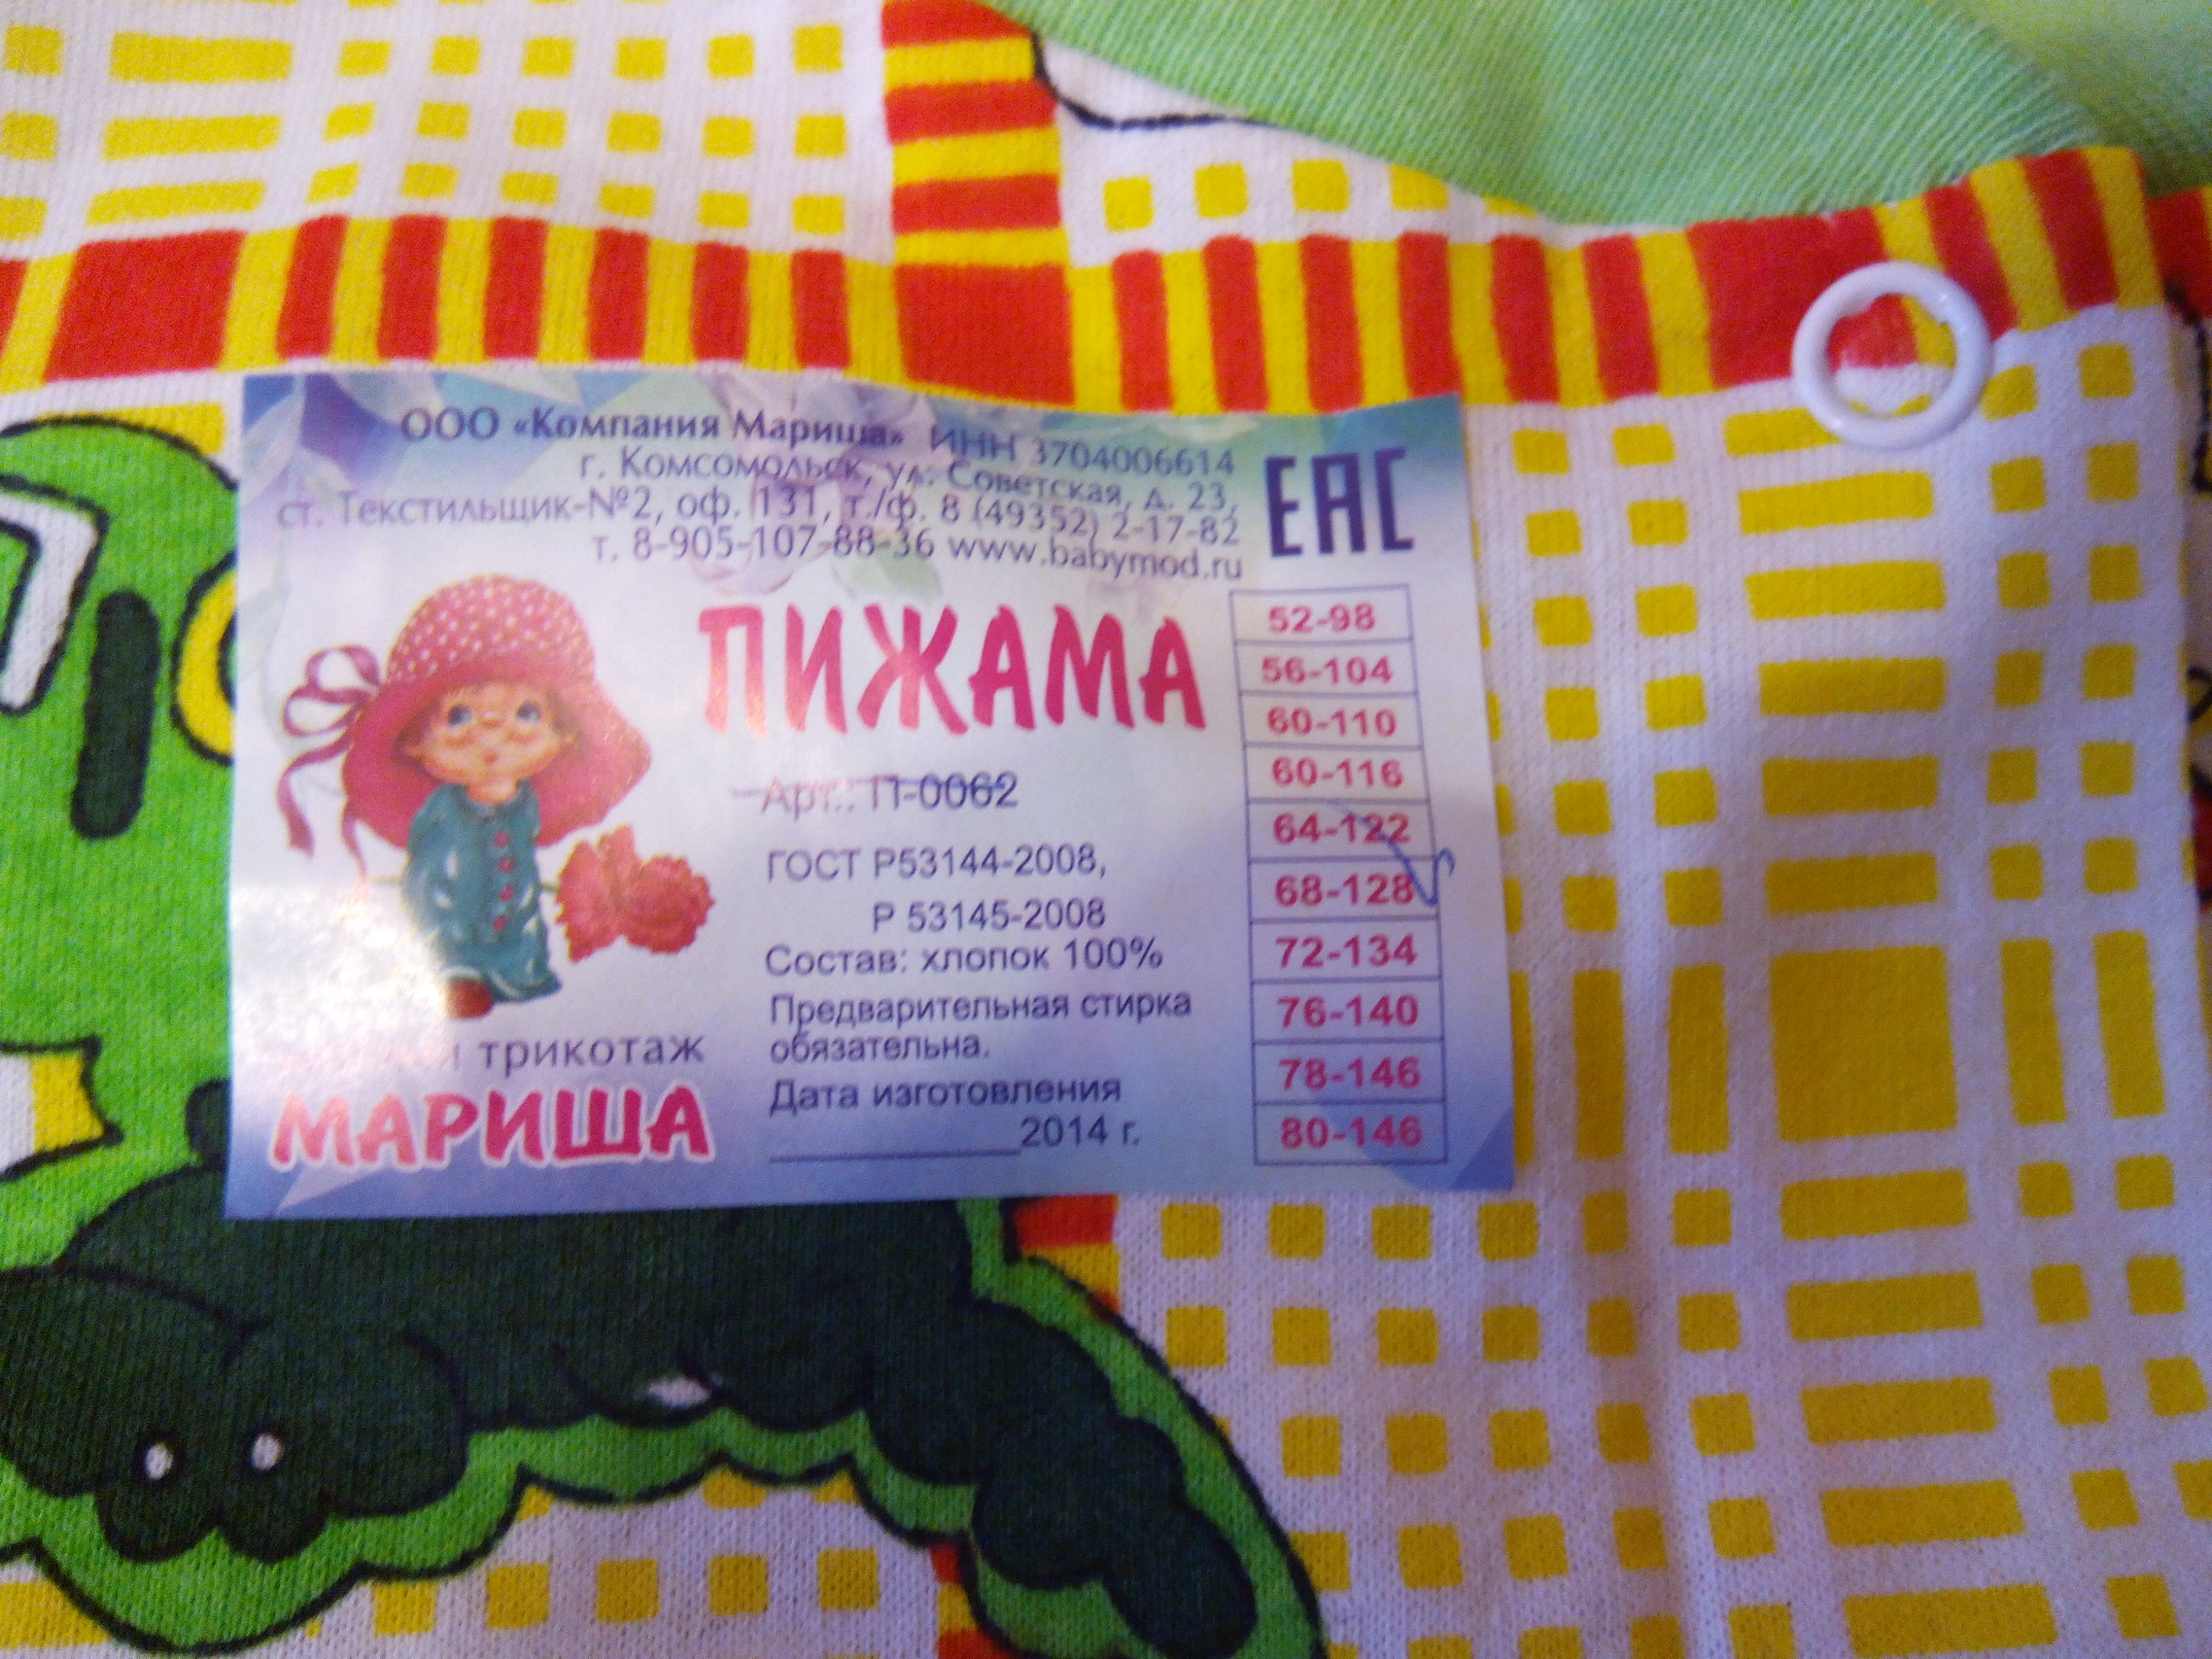 ООО «Компания Мариша» ИНН 3704006614
г. Комсомольск, ул. Советская, д. 23,
ст. Текстильщик-№2, оф. 131, т./ф. 8 (49352) 2-17-82
т. 8-905-107-88-36 www.babymod.ru
ЕАС
ПИЖАМА
Арт.: П-0062
ГОСТ Р53144-2008,
Р 53145-2008
Состав: хлопок 100%
Предварительная стирка
обязательна.
Дата изготовления
____________2014 г.
трикотаж
МАРИША
52-98
56-104
60-110
60-116
64-122
68-128
72-134
76-140
78-146
80-146